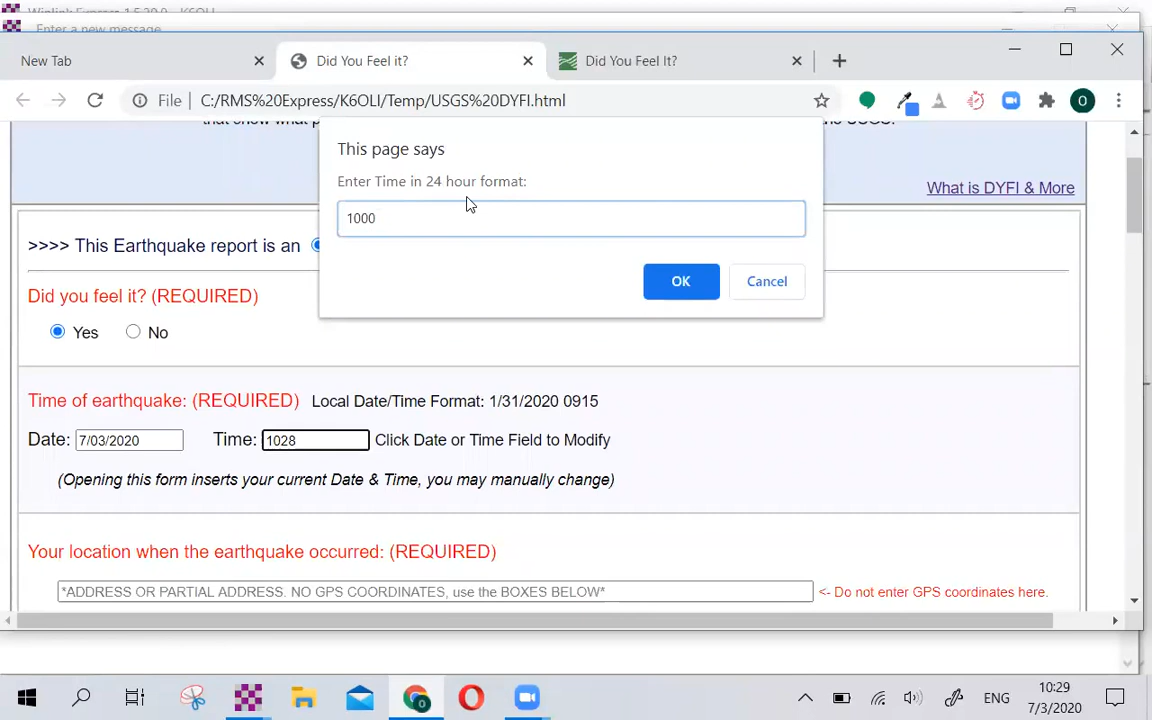 Enter a new message
New Tab
Did You Feel it?
Did You Feel It?
File
C:/RMS%20Express/K6OLI/Temp/USGS%20DYFI.html
O
This page says
Enter Time in 24 hour format:
1000
OK
Cancel
What is DYFI & More
>>>> This Earthquake report is an
Did you feel it? (REQUIRED)
Yes
No
Time of earthquake: (REQUIRED) Local Date/Time Format: 1/31/2020 0915
Date: 7/03/2020 Time: 1028 Click Date or Time Field to Modify
(Opening this form inserts your current Date & Time, you may manually change)
Your location when the earthquake occurred: (REQUIRED)
*ADDRESS OR PARTIAL ADDRESS. NO GPS COORDINATES, use the BOXES BELOW* <- Do not enter GPS coordinates here.
ENG
10:29
7/3/2020